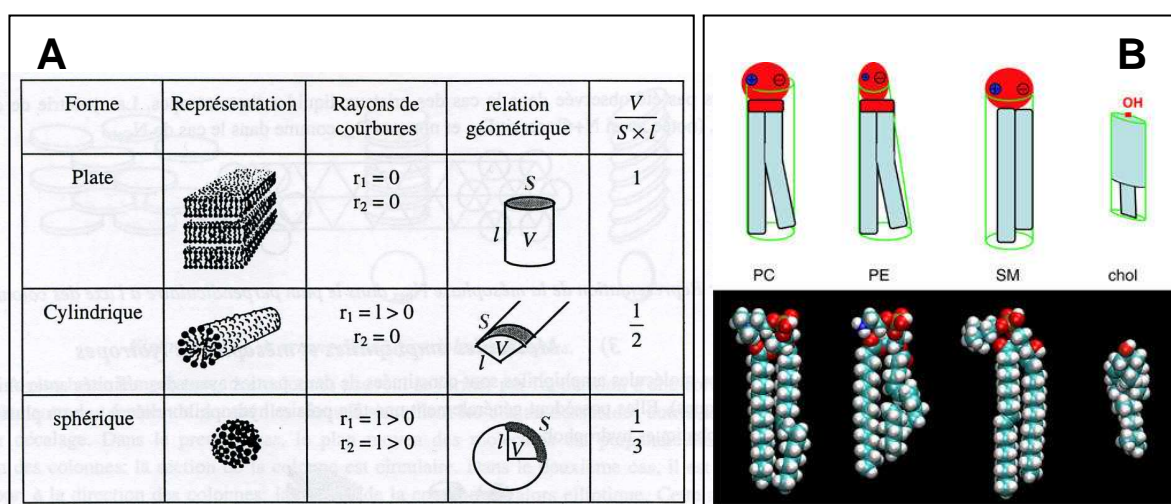 A
Forme
Représentation
Rayons de
courbures
relation
géométrique
V
S × l
Plate
r₁ = 0
r₂ = 0
S
l
V
1
Cylindrique
r₁ = l > 0
r₂ = 0
S
V
l
1
2
sphérique
r₁ = l > 0
r₂ = l > 0
S
l
V
1
3
B
+
−
+
−
+
−
OH
PC
PE
SM
chol